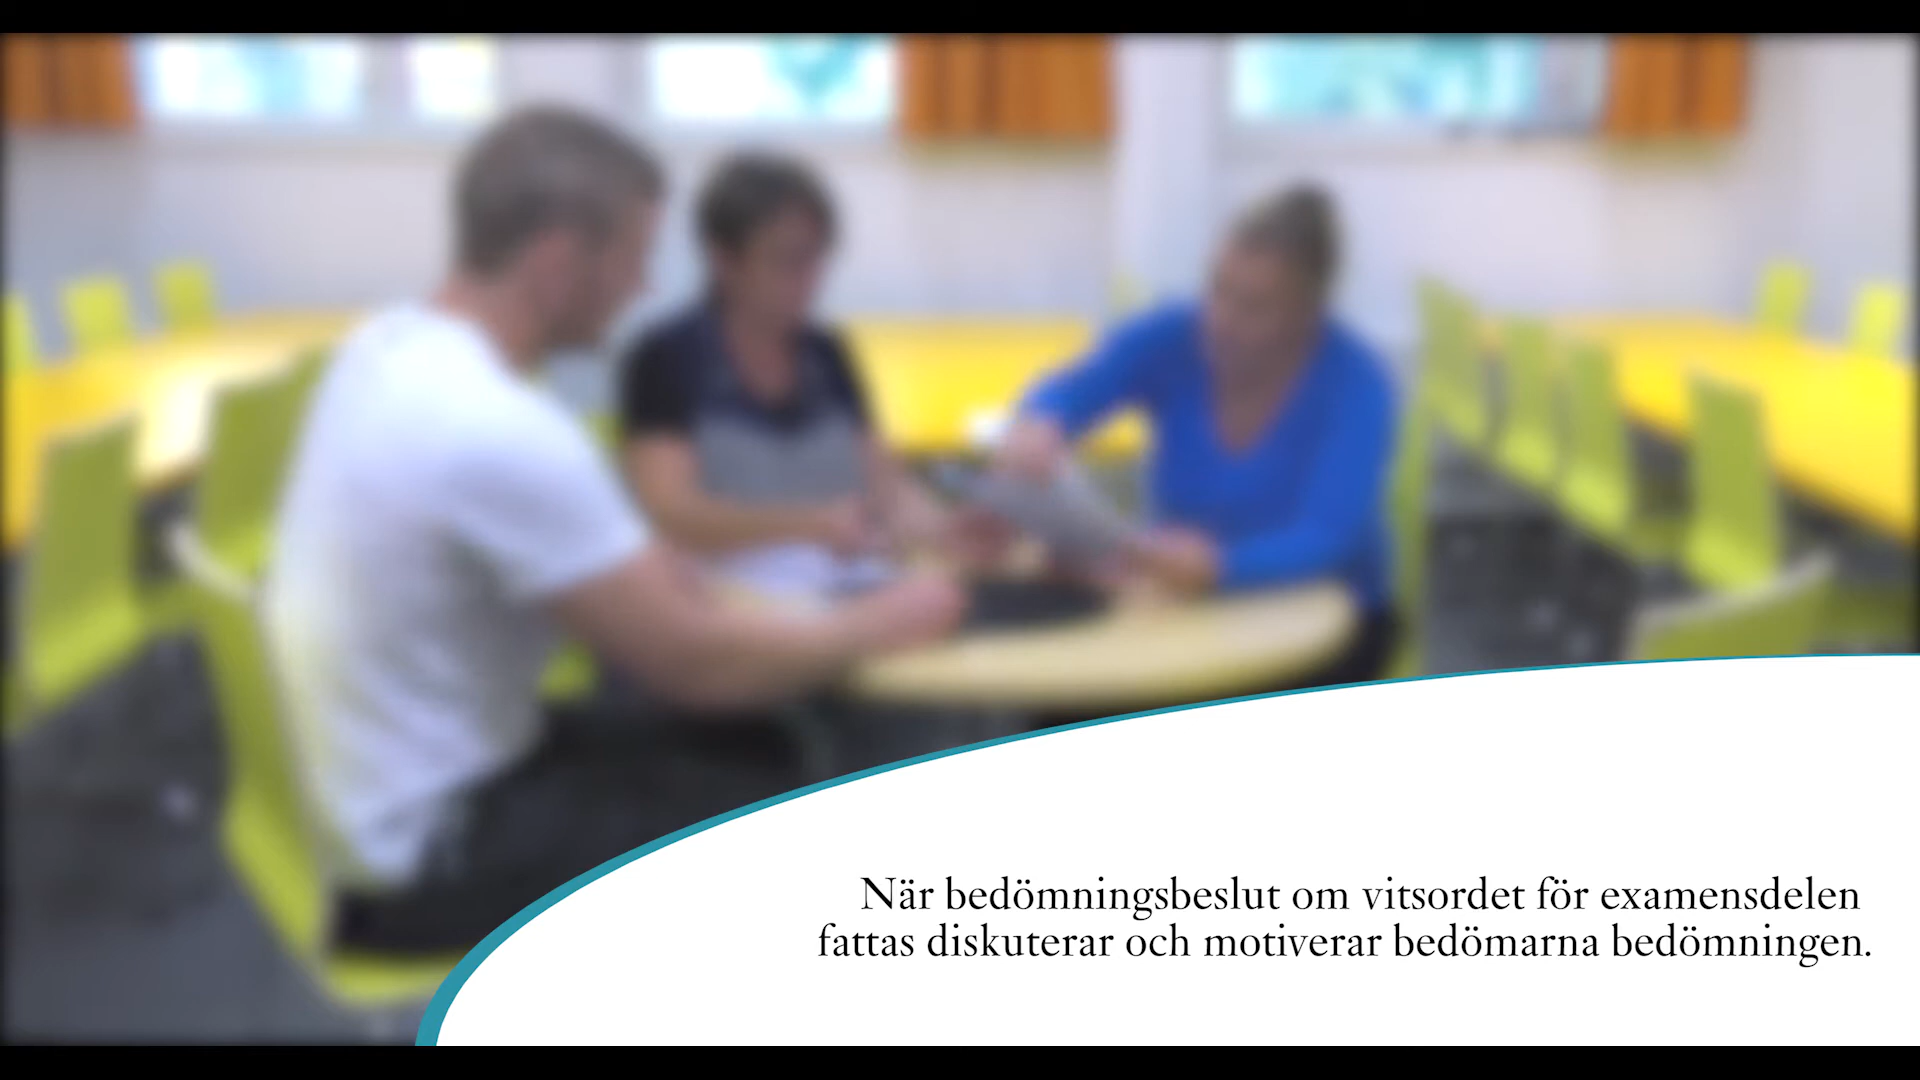 När bedömningsbeslut om vitsordet för examensdelen
fattas diskuterar och motiverar bedömarna bedömningen.